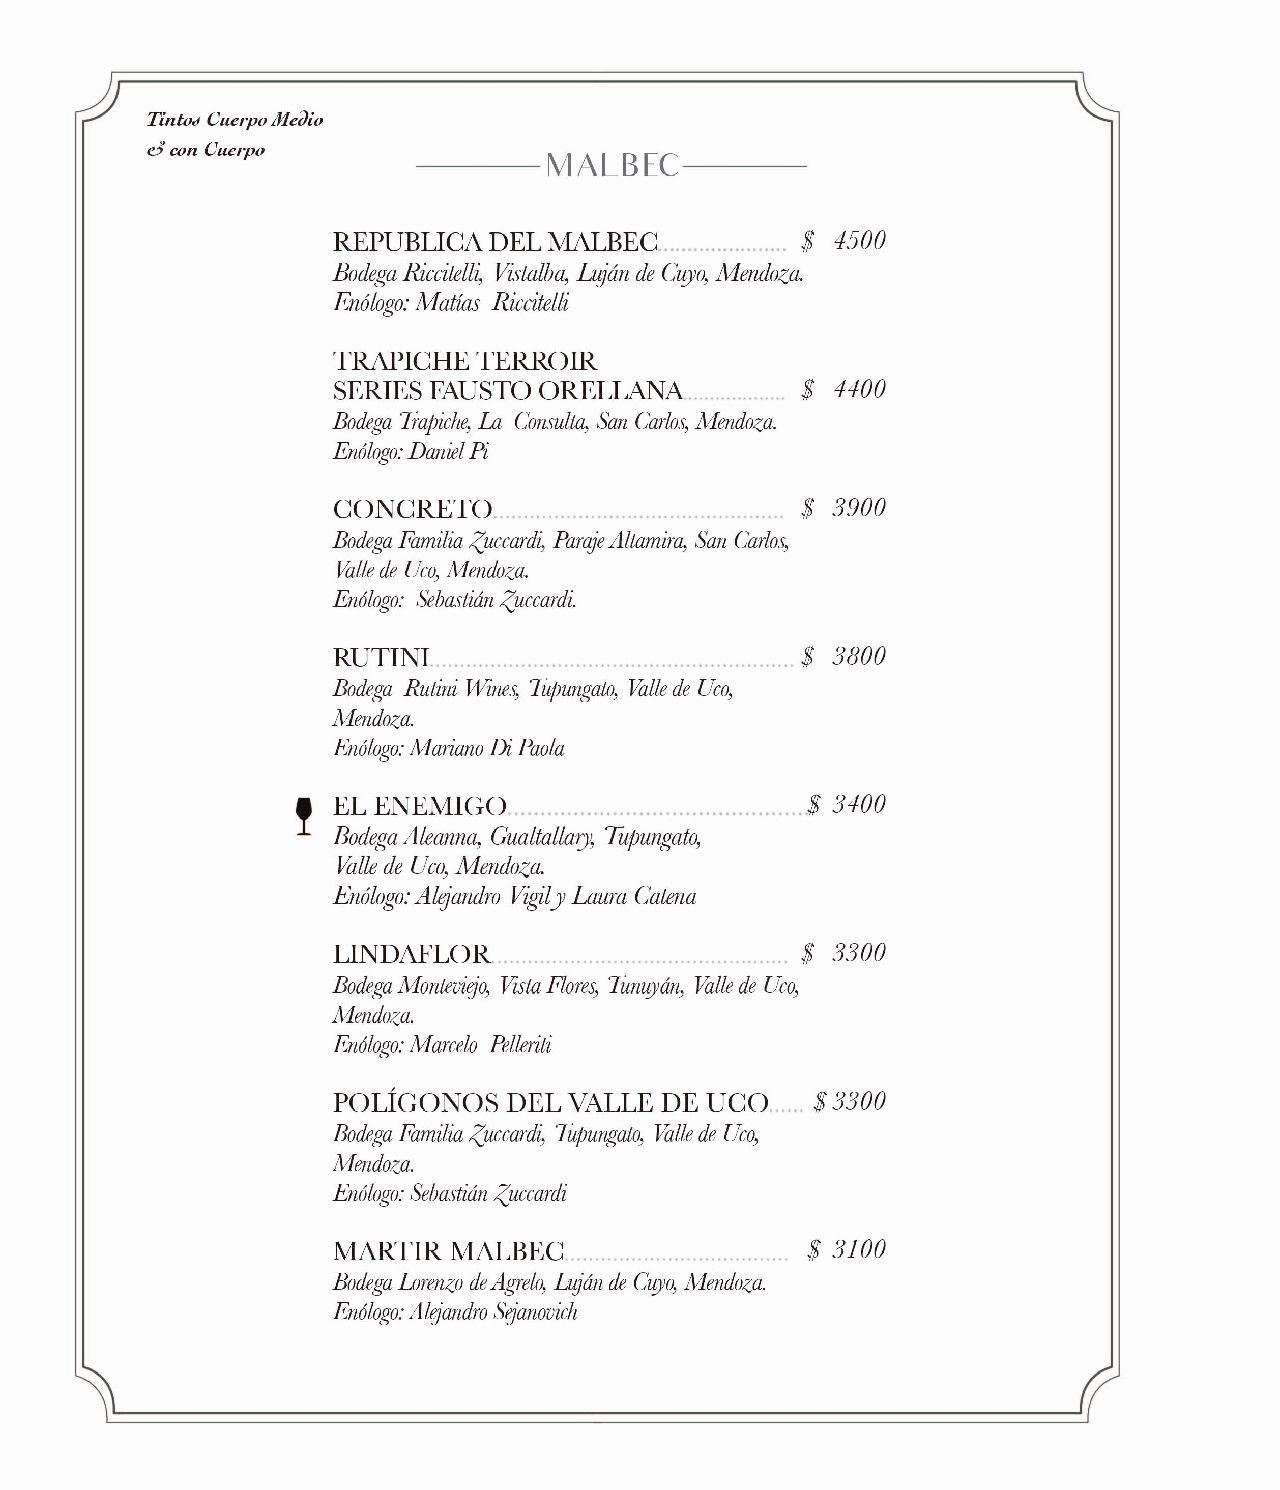 Tintos Cuerpo Medio
& con Cuerpo
MALBEC
REPUBLICA DEL MALBEC..................... $ 4500
Bodega Riccitelli, Vistalba, Luján de Cuyo, Mendoza.
Enólogo: Matías Riccitelli
TRAPICHE TERROIR
SERIES FAUSTO ORELLANA................. $ 4400
Bodega Trapiche, La Consulta, San Carlos, Mendoza.
Enólogo: Daniel Pi
CONCRETO................................................ $ 3900
Bodega Familia Zuccardi, Paraje Altamira, San Carlos,
Valle de Uco, Mendoza.
Enólogo: Sebastián Zuccardi.
RUTINI............................................................ $ 3800
Bodega Rutini Wines, Tupungato, Valle de Uco,
Mendoza.
Enólogo: Mariano Di Paola
EL ENEMIGO.................................................$ 3400
Bodega Aleanna, Gualtallary, Tupungato,
Valle de Uco, Mendoza.
Enólogo: Alejandro Vigil y Laura Catena
LINDAFLOR................................................. $ 3300
Bodega Monteviejo, Vista Flores, Tunuyán, Valle de Uco,
Mendoza.
Enólogo: Marcelo Pelleriti
POLÍGONOS DEL VALLE DE UCO...... $ 3300
Bodega Familia Zuccardi, Tupungato, Valle de Uco,
Mendoza.
Enólogo: Sebastián Zuccardi
MARTIR MALBEC..................................... $ 3100
Bodega Lorenzo de Agrelo, Luján de Cuyo, Mendoza.
Enólogo: Alejandro Sejanovich